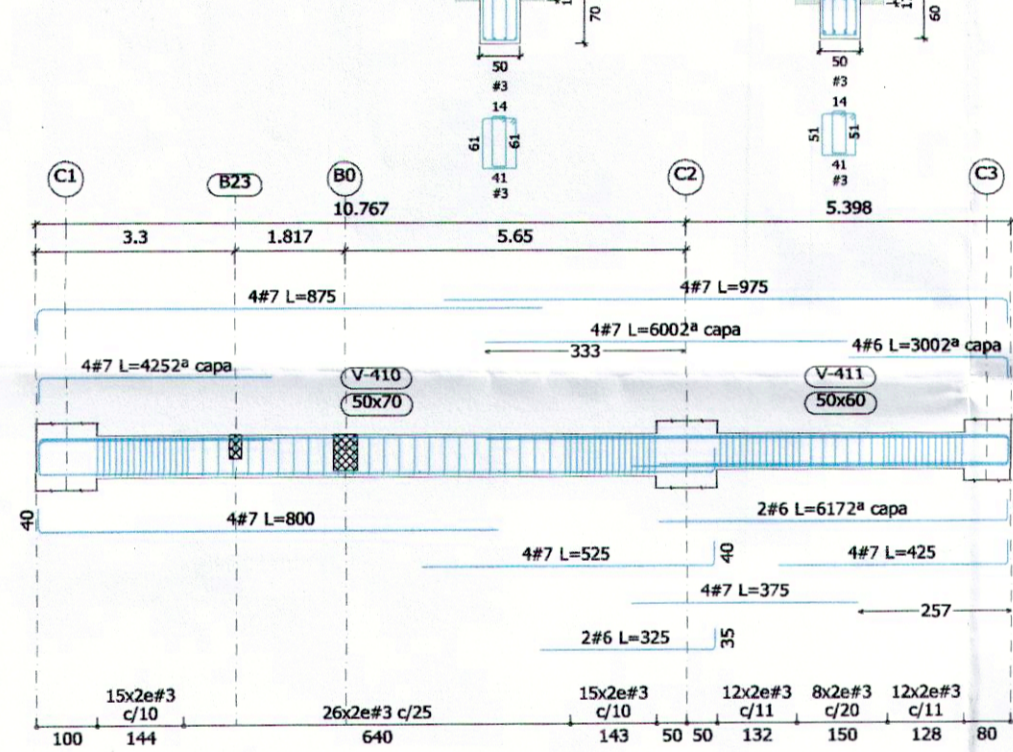 70
60
50
50
#3
#3
14
14
61
61
51
51
41
41
#3
#3
C1
B23
B0
C2
C3
10.767
5.398
3.3
1.817
5.65
4#7 L=875
4#7 L=975
4#7 L=6002ª capa
333
4#6 L=3002ª capa
4#7 L=4252ª capa
V-410
V-411
50x70
50x60
40
4#7 L=800
2#6 L=6172ª capa
4#7 L=525
40
4#7 L=425
4#7 L=375
257
2#6 L=325
35
15x2e#3
c/10
26x2e#3 c/25
15x2e#3
c/10
12x2e#3
c/11
8x2e#3
c/20
12x2e#3
c/11
100
144
640
143
50
50
132
150
128
80